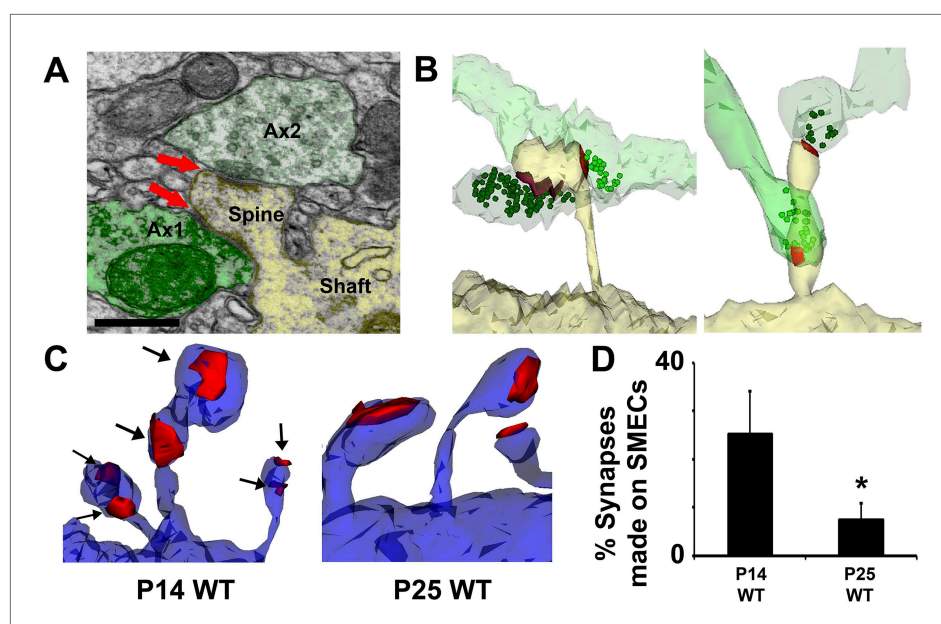 A
Ax2
Spine
Ax1
Shaft
B
C
P14 WT
P25 WT
D
% Synapses
made on SMECs
40
0
*
P14
WT
P25
WT